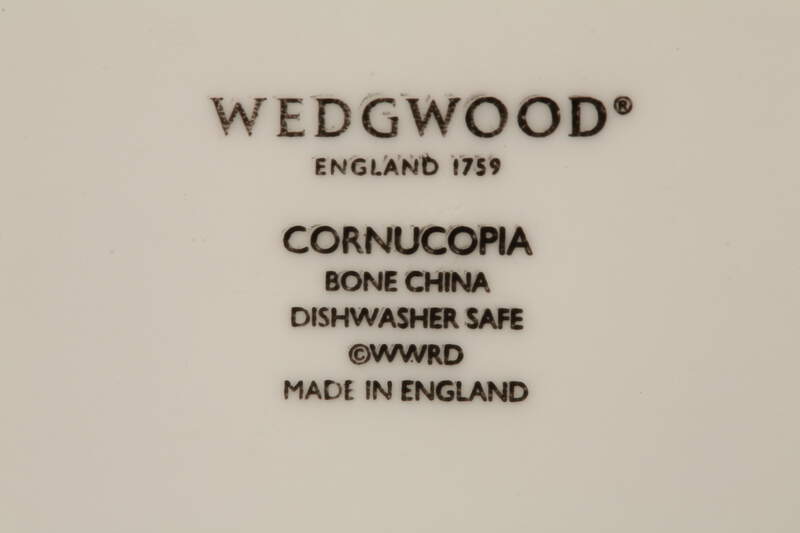 WEDGWOOD®
ENGLAND 1759
CORNUCOPIA
BONE CHINA
DISHWASHER SAFE
©WWRD
MADE IN ENGLAND